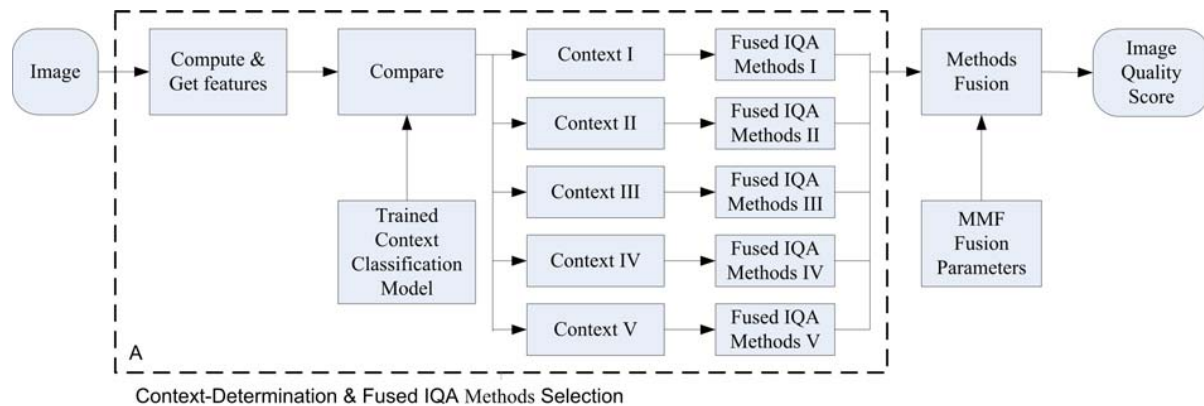 Image
Compute &
Get features
Compare
Trained
Context
Classification
Model
Context I
Context II
Context III
Context IV
Context V
Fused IQA
Methods I
Fused IQA
Methods II
Fused IQA
Methods III
Fused IQA
Methods IV
Fused IQA
Methods V
Methods
Fusion
MMF
Fusion
Parameters
Image
Quality
Score
A
Context-Determination & Fused IQA Methods Selection